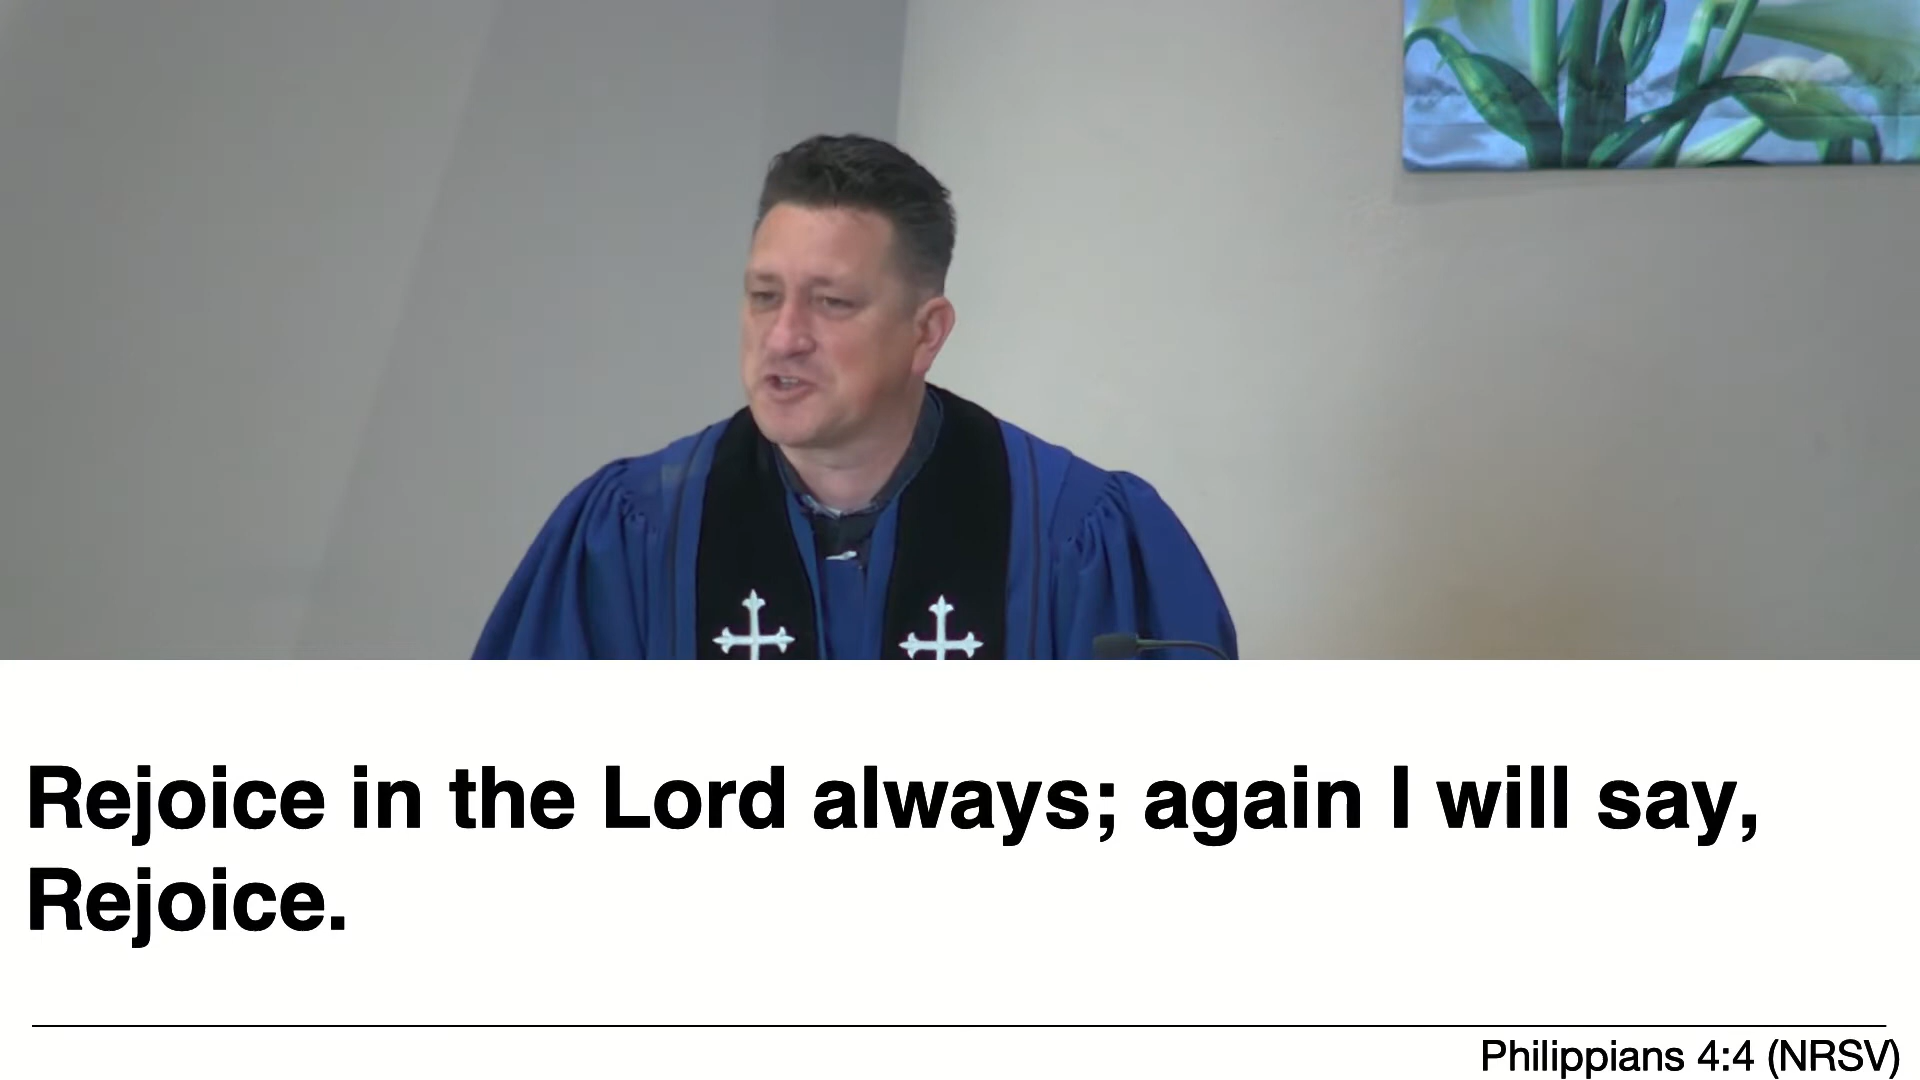 Rejoice in the Lord always; again I will say,
Rejoice.
Philippians 4:4 (NRSV)